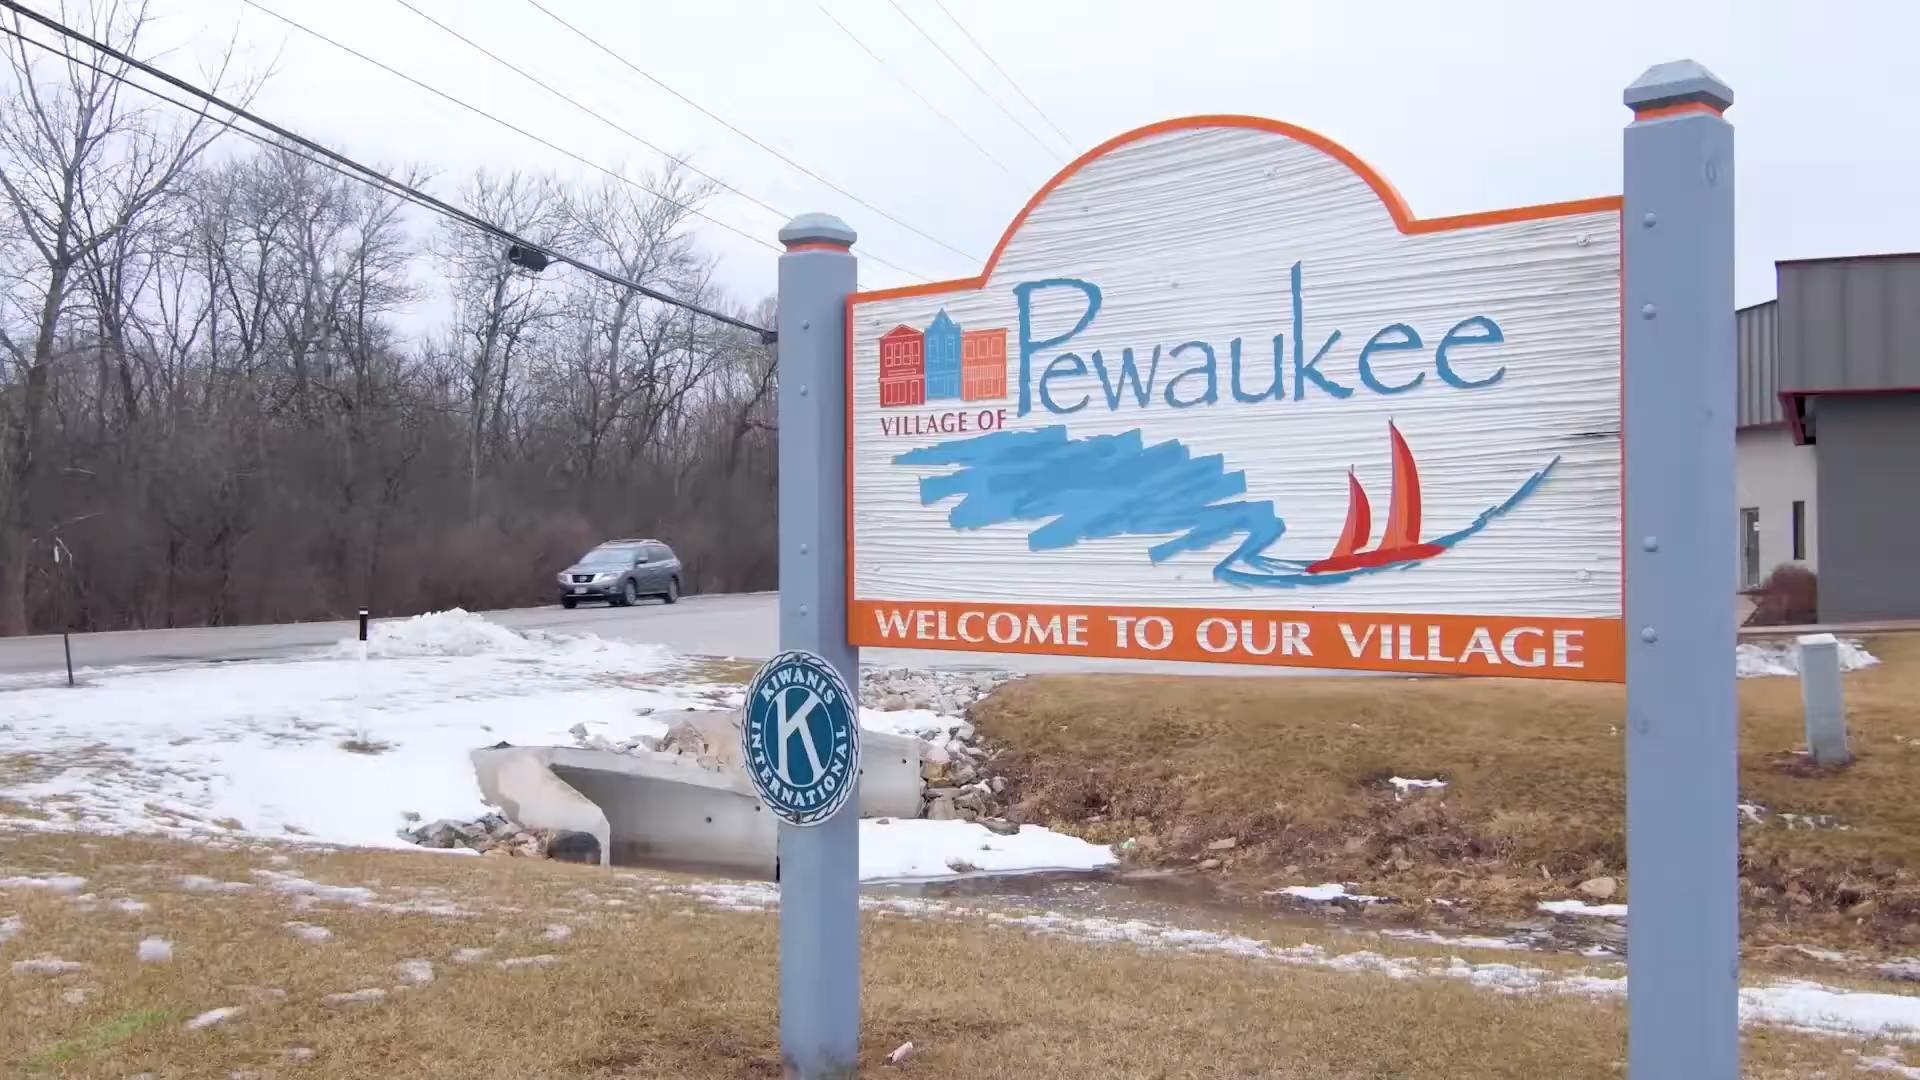 Pewaukee
VILLAGE OF
WELCOME TO OUR VILLAGE
KIWANIS
K
INTERNATIONAL